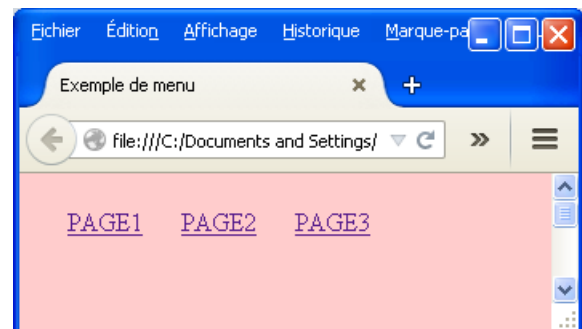 Fichier Édition Affichage Historique Marque-pa
Exemple de menu
file:///C:/Documents and Settings/
PAGE1 PAGE2 PAGE3